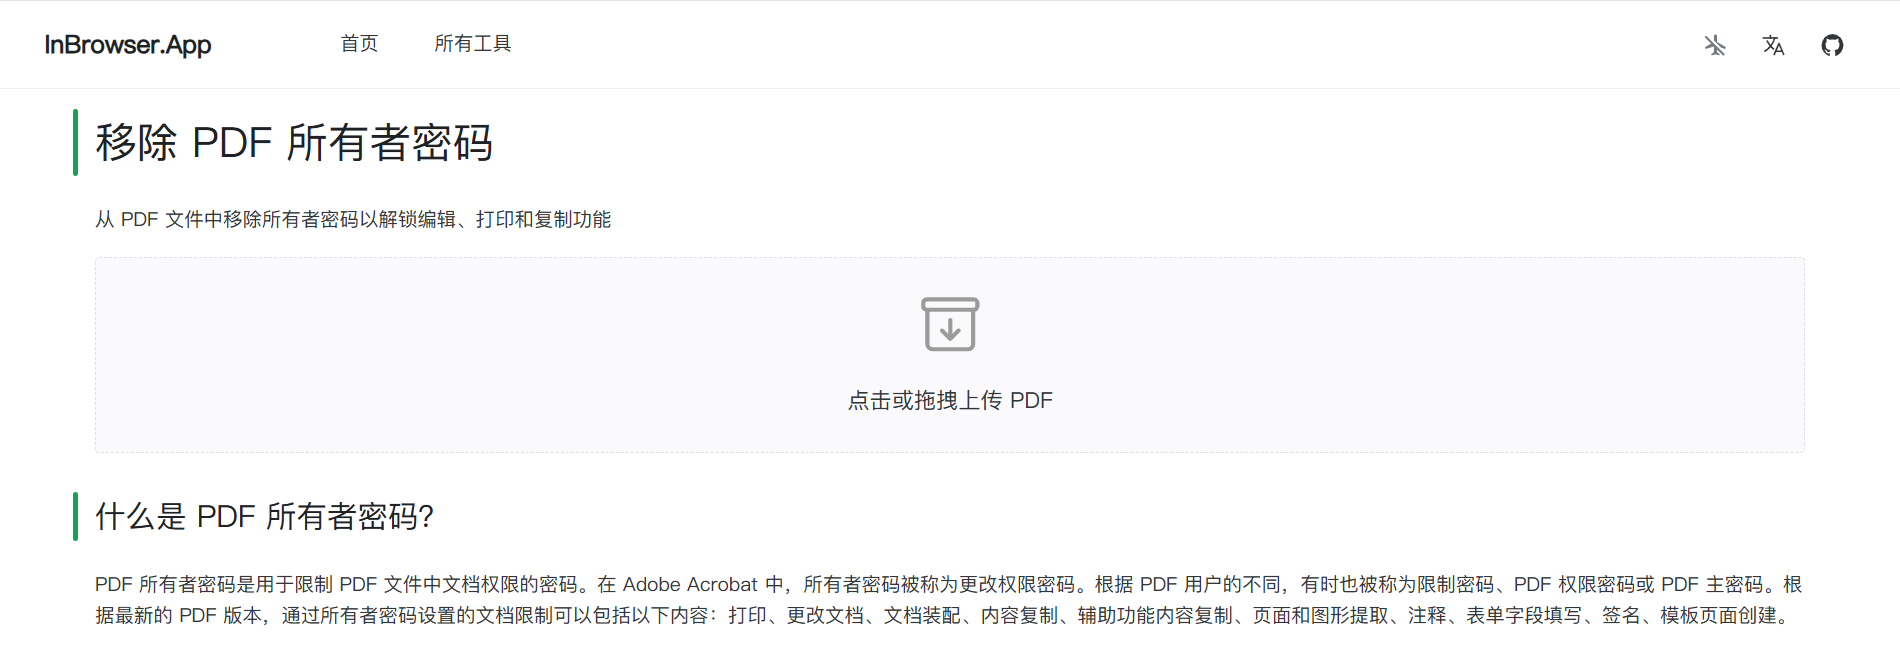 InBrowser.App
首页
所有工具
移除 PDF 所有者密码
从 PDF 文件中移除所有者密码以解锁编辑、打印和复制功能
点击或拖拽上传 PDF
什么是 PDF 所有者密码?
PDF 所有者密码是用于限制 PDF 文件中文档权限的密码。在 Adobe Acrobat 中，所有者密码被称为更改权限密码。根据 PDF 用户的不同，有时也被称为限制密码、PDF 权限密码或 PDF 主密码。根
据最新的 PDF 版本，通过所有者密码设置的文档限制可以包括以下内容：打印、更改文档、文档装配、内容复制、辅助功能内容复制、页面和图形提取、注释、表单字段填写、签名、模板页面创建。